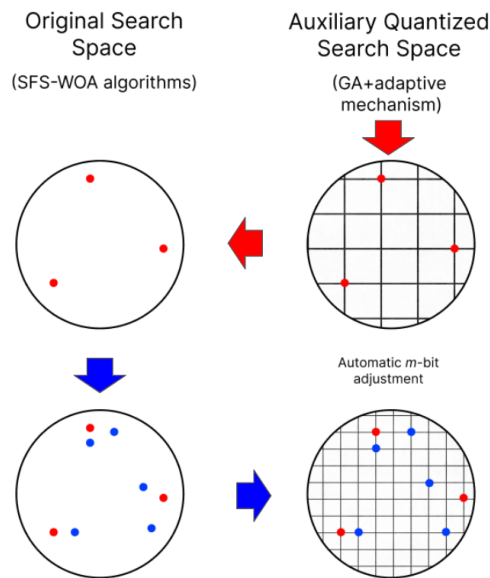 Original Search
Space
(SFS-WOA algorithms)
Auxiliary Quantized
Search Space
(GA+adaptive
mechanism)
Automatic m-bit
adjustment